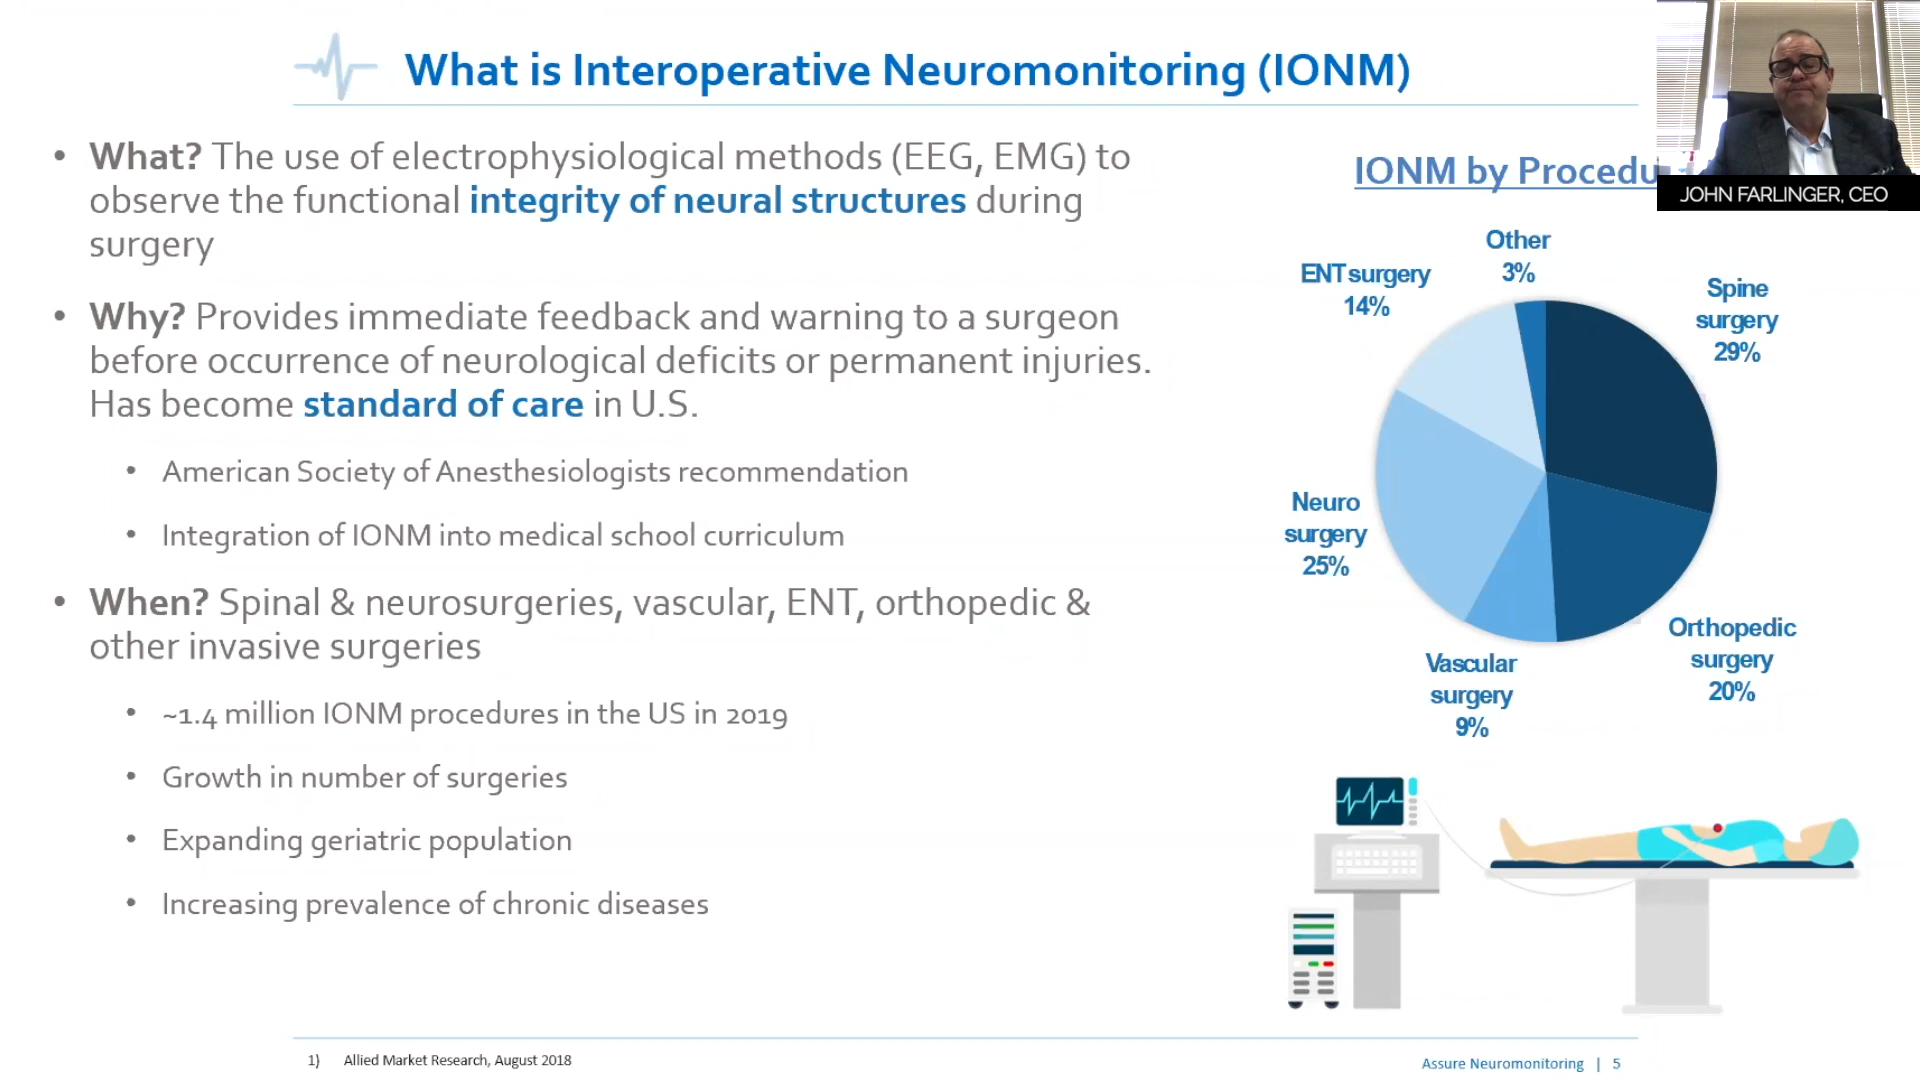 What is Interoperative Neuromonitoring (IONM)
• What? The use of electrophysiological methods (EEG, EMG) to
observe the functional integrity of neural structures during
surgery
• Why? Provides immediate feedback and warning to a surgeon
before occurrence of neurological deficits or permanent injuries.
Has become standard of care in U.S.
• American Society of Anesthesiologists recommendation
• Integration of IONM into medical school curriculum
• When? Spinal & neurosurgeries, vascular, ENT, orthopedic &
other invasive surgeries
• ~1.4 million IONM procedures in the US in 2019
• Growth in number of surgeries
• Expanding geriatric population
• Increasing prevalence of chronic diseases
IONM by Procedu
JOHN FARLINGER, CEO
Other
3%
ENT surgery
14%
Spine
surgery
29%
Neuro
surgery
25%
Orthopedic
surgery
20%
Vascular
surgery
9%
1) Allied Market Research, August 2018
Assure Neuromonitoring | 5